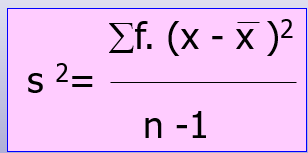 ∑f. (x - x̅ )²
s ²=
n -1